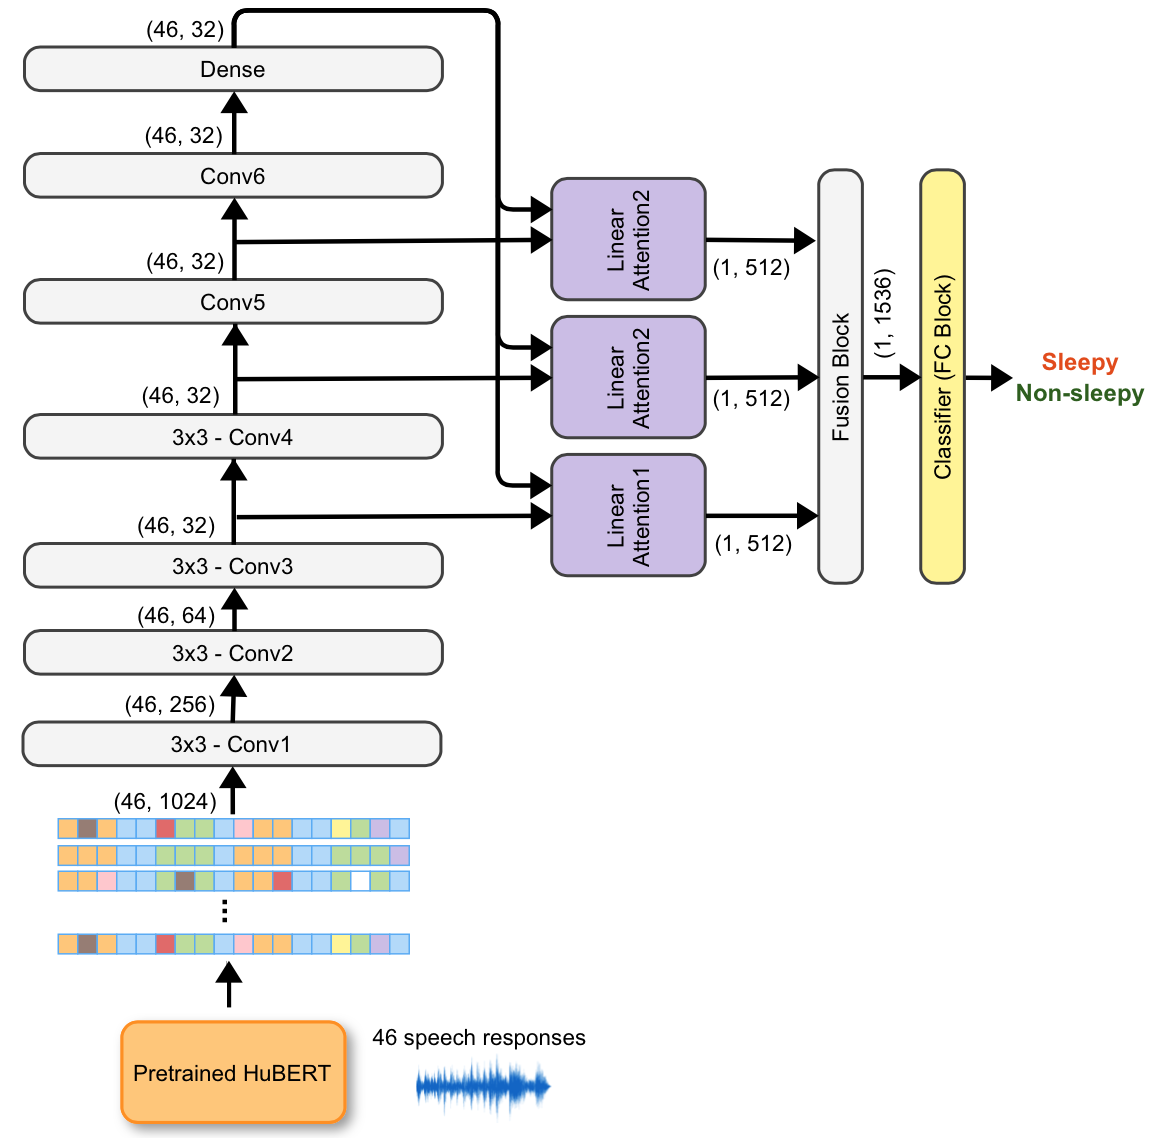 (46, 32)
Dense
(46, 32)
Conv6
(46, 32)
Conv5
(46, 32)
3x3 - Conv4
(46, 32)
3x3 - Conv3
(46, 64)
3x3 - Conv2
(46, 256)
3x3 - Conv1
(46, 1024)
Pretrained HuBERT
46 speech responses
Linear
Attention2
(1, 512)
Linear
Attention2
(1, 512)
Linear
Attention1
(1, 512)
Fusion Block
(1, 1536)
Classifier (FC Block)
Sleepy
Non-sleepy